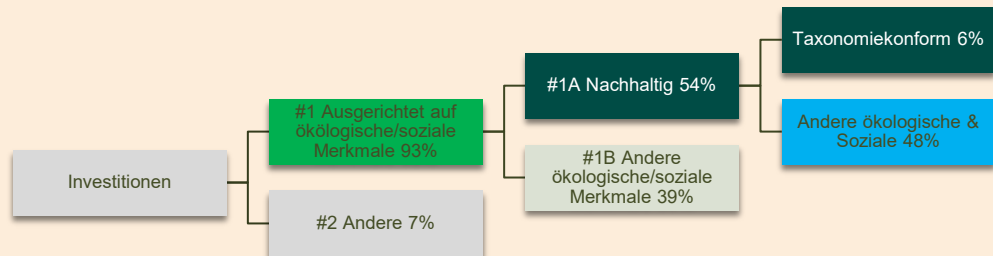 Investitionen
#1 Ausgerichtet auf
ökölogische/soziale
Merkmale 93%
#2 Andere 7%
#1A Nachhaltig 54%
#1B Andere
ökologische/soziale
Merkmale 39%
Taxonomiekonform 6%
Andere ökologische &
Soziale 48%